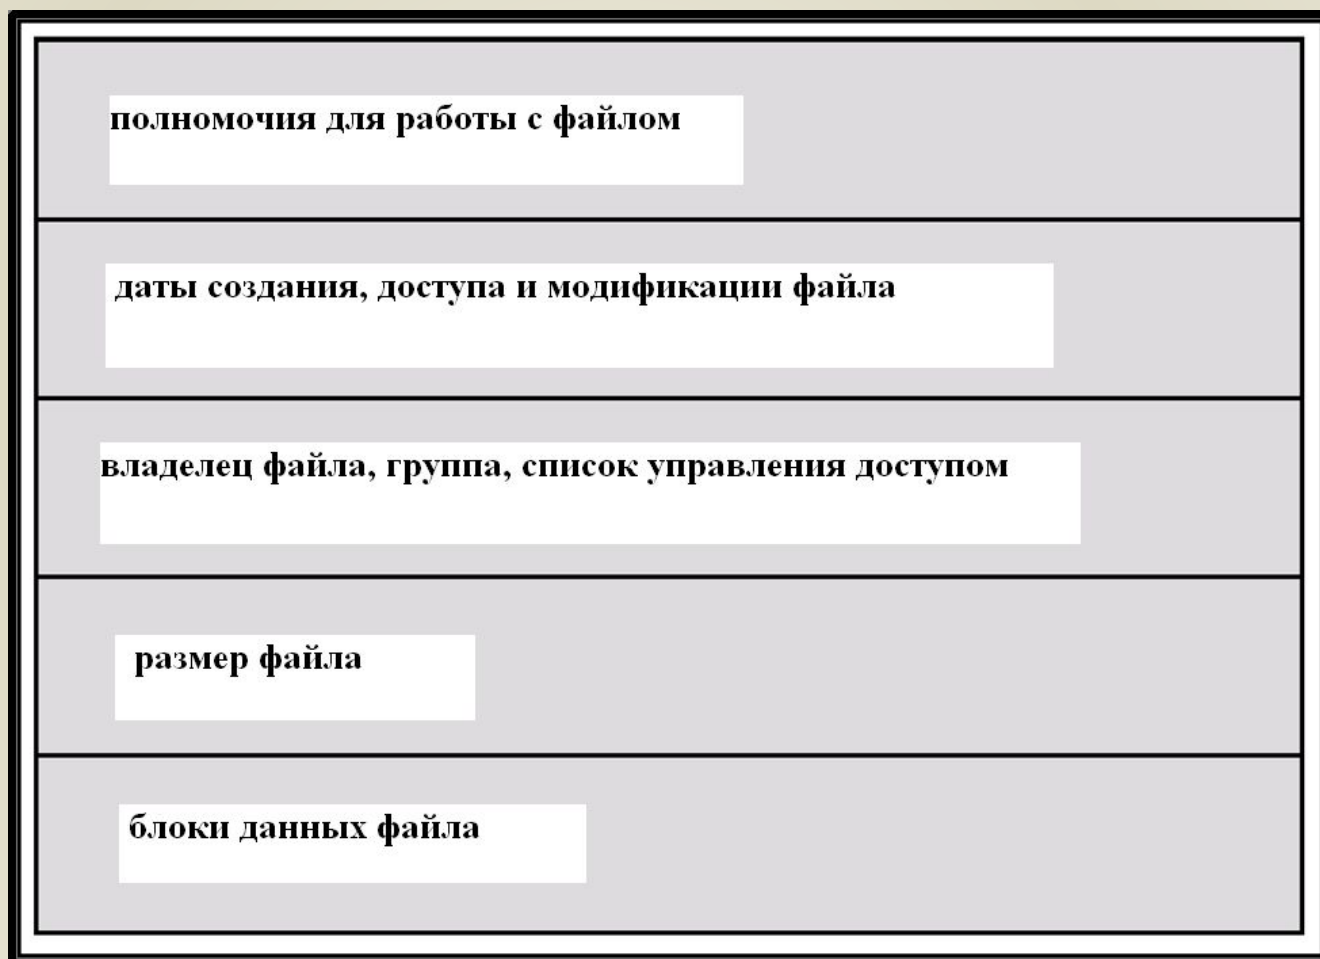 полномочия для работы с файлом
даты создания, доступа и модификации файла
владелец файла, группа, список управления доступом
размер файла
блоки данных файла